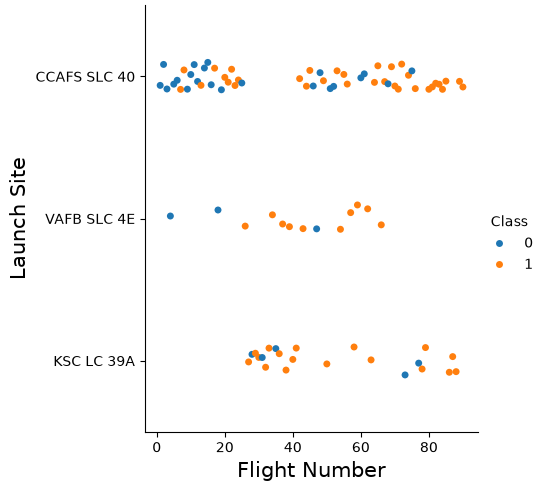 Launch Site
CCAFS SLC 40
VAFB SLC 4E
KSC LC 39A
0 20 40 60 80
Flight Number
Class
0
1